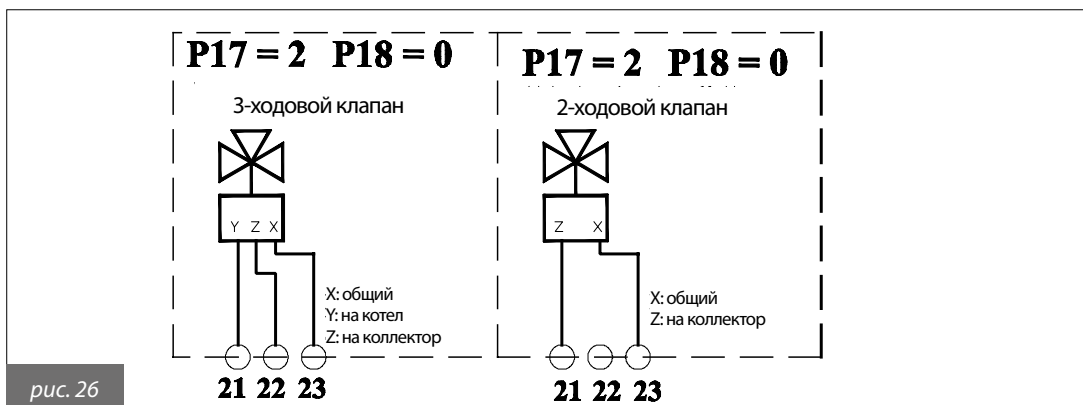 P17 = 2 P18 = 0
3-ходовой клапан
Y Z X
X: общий
Y: на котел
Z: на коллектор
21 22 23
P17 = 2 P18 = 0
2-ходовой клапан
Z X
X: общий
Z: на коллектор
21 22 23
рис. 26